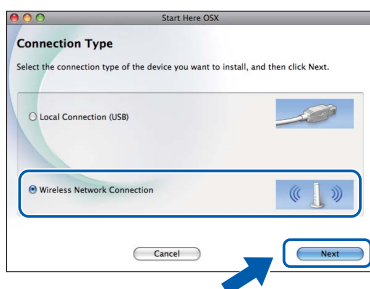 Start Here OSX
Connection Type
Select the connection type of the device you want to install, and then click Next.
Local Connection (USB)
Wireless Network Connection
Cancel
Next